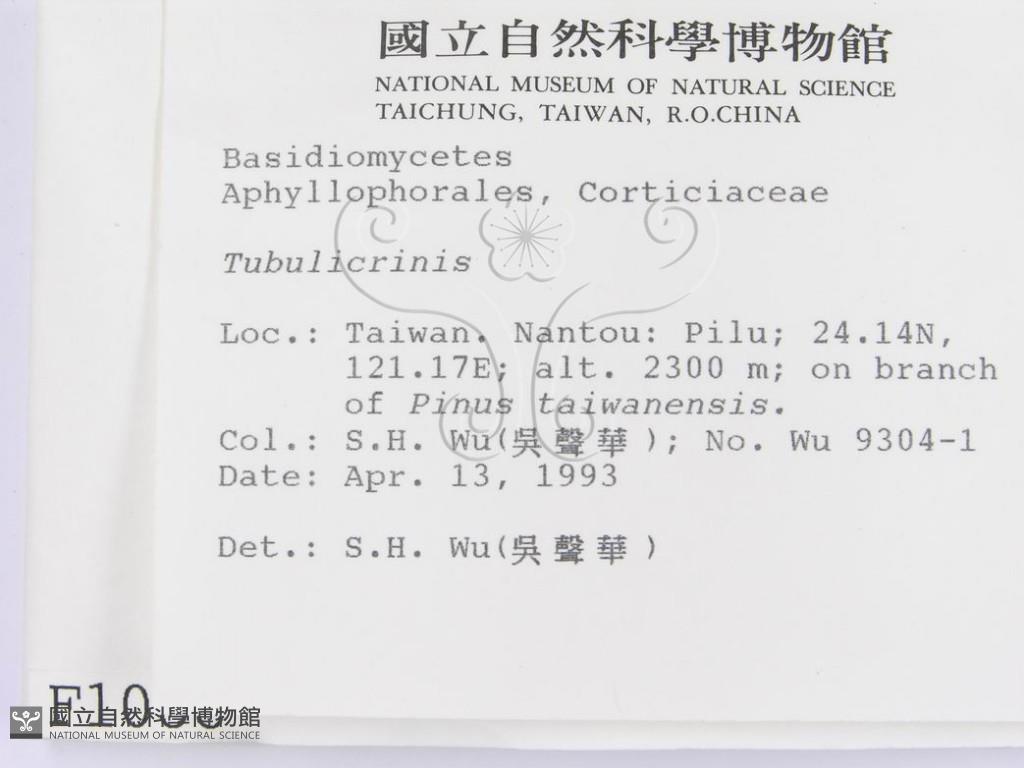 國立自然科學博物館
NATIONAL MUSEUM OF NATURAL SCIENCE
TAICHUNG, TAIWAN, R.O.CHINA
Basidiomycetes
Aphyllophorales, Corticiaceae
Tubulicrinis
Loc.: Taiwan. Nantou: Pilu; 24.14N,
121.17E; alt. 2300 m; on branch
of Pinus taiwanensis.
Col.: S.H. Wu(吳聲華); No. Wu 9304-1
Date: Apr. 13, 1993
Det.: S.H. Wu(吳聲華)
國立自然科學博物館
NATIONAL MUSEUM OF NATURAL SCIENCE